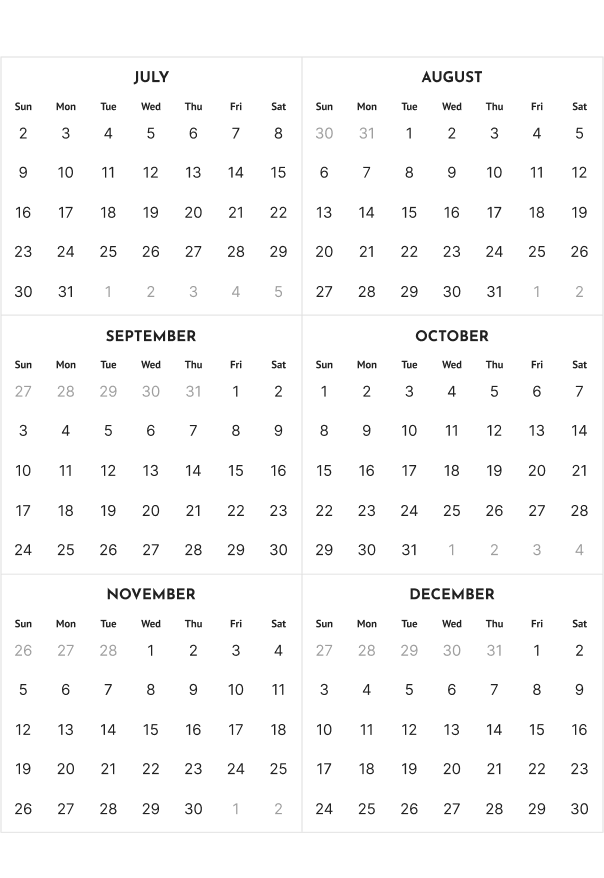 JULY
Sun Mon Tue Wed Thu Fri Sat
2 3 4 5 6 7 8
9 10 11 12 13 14 15
16 17 18 19 20 21 22
23 24 25 26 27 28 29
30 31 1 2 3 4 5
AUGUST
Sun Mon Tue Wed Thu Fri Sat
30 31 1 2 3 4 5
6 7 8 9 10 11 12
13 14 15 16 17 18 19
20 21 22 23 24 25 26
27 28 29 30 31 1 2
SEPTEMBER
Sun Mon Tue Wed Thu Fri Sat
27 28 29 30 31 1 2
3 4 5 6 7 8 9
10 11 12 13 14 15 16
17 18 19 20 21 22 23
24 25 26 27 28 29 30
OCTOBER
Sun Mon Tue Wed Thu Fri Sat
1 2 3 4 5 6 7
8 9 10 11 12 13 14
15 16 17 18 19 20 21
22 23 24 25 26 27 28
29 30 31 1 2 3 4
NOVEMBER
Sun Mon Tue Wed Thu Fri Sat
26 27 28 1 2 3 4
5 6 7 8 9 10 11
12 13 14 15 16 17 18
19 20 21 22 23 24 25
26 27 28 29 30 1 2
DECEMBER
Sun Mon Tue Wed Thu Fri Sat
27 28 29 30 31 1 2
3 4 5 6 7 8 9
10 11 12 13 14 15 16
17 18 19 20 21 22 23
24 25 26 27 28 29 30